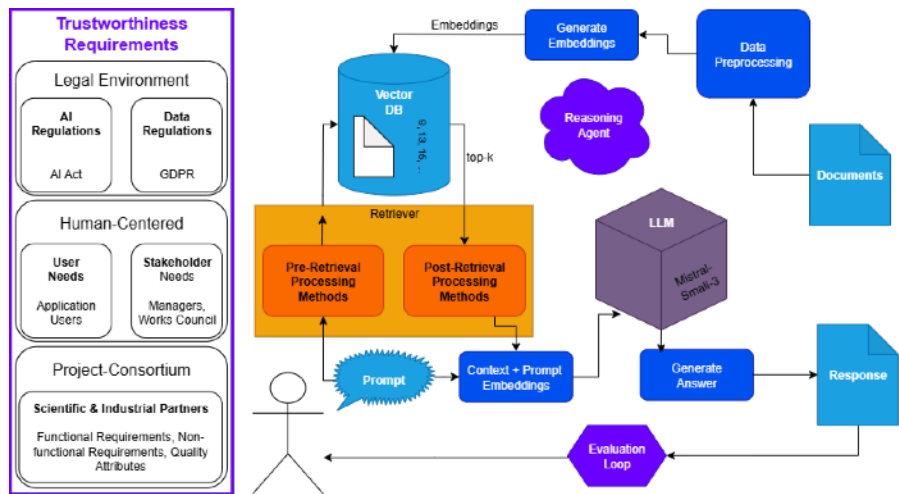 Trustworthiness
Requirements
Legal Environment
AI
Regulations
AI Act
Data
Regulations
GDPR
Human-Centered
User
Needs
Application
Users
Stakeholder
Needs
Managers,
Works Council
Project-Consortium
Scientific & Industrial Partners
Functional Requirements, Non-
functional Requirements, Quality
Attributes
Embeddings
Generate
Embeddings
Data
Preprocessing
Vector
DB
9, 13, 15, ...
top-k
Reasoning
Agent
Documents
Retriever
Pre-Retrieval
Processing
Methods
Post-Retrieval
Processing
Methods
LLM
Mistral-
Small-3
Prompt
Context + Prompt
Embeddings
Generate
Answer
Response
Evaluation
Loop